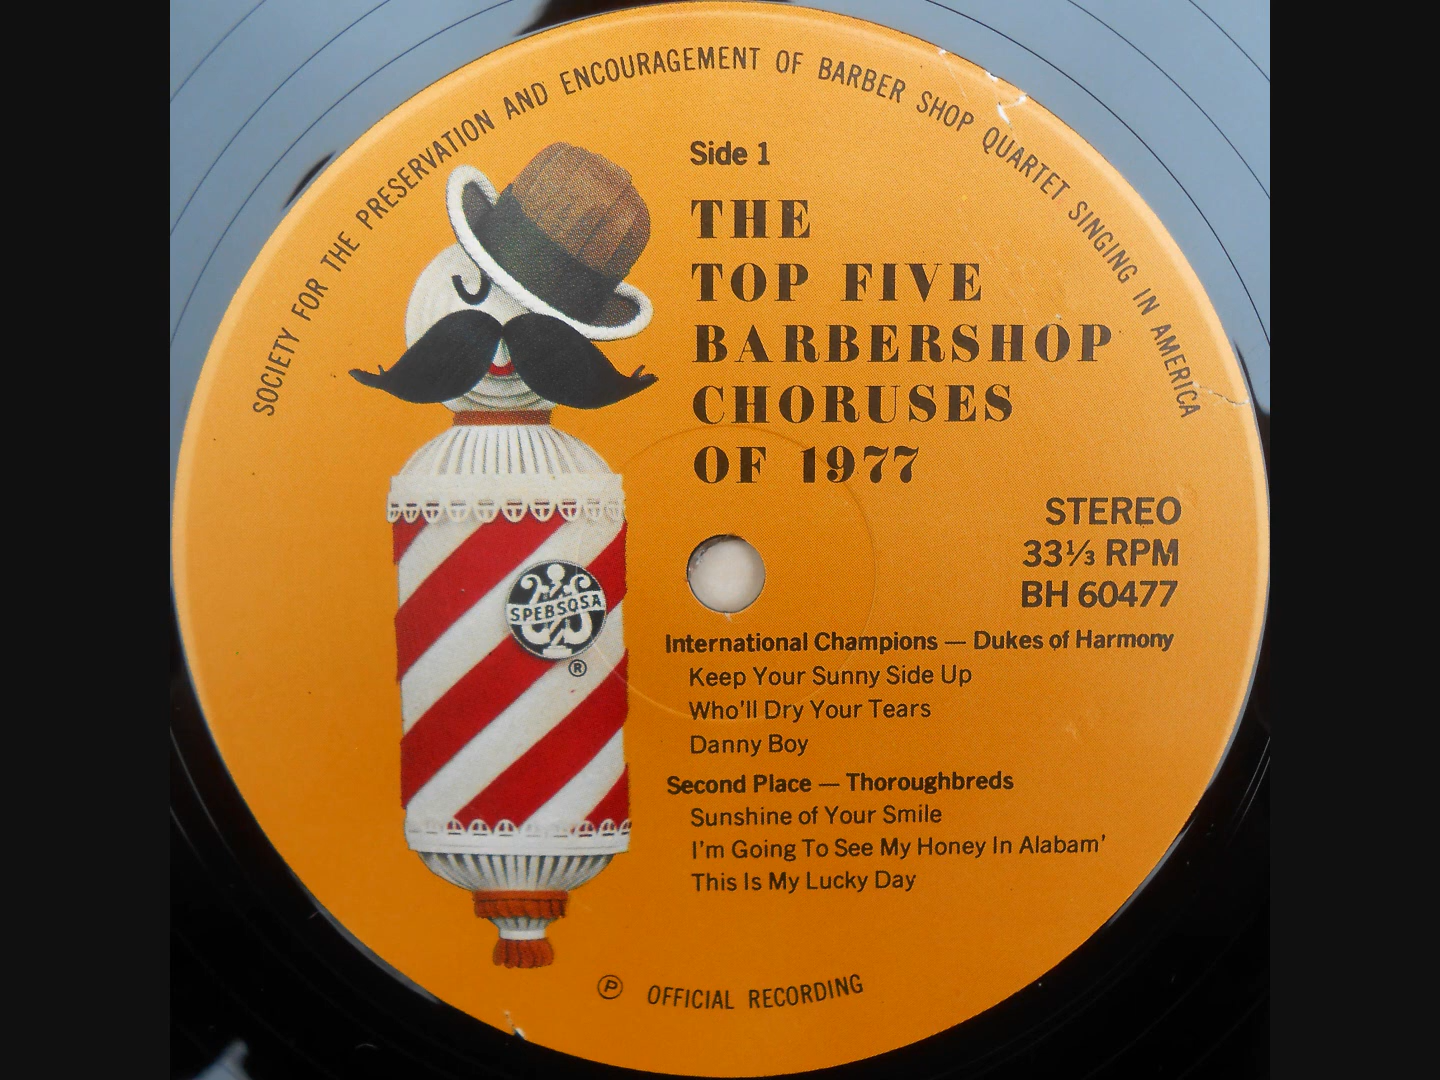 SOCIETY FOR THE PRESERVATION AND ENCOURAGEMENT OF BARBER SHOP QUARTET SINGING IN AMERICA
Side 1
THE
TOP FIVE
BARBERSHOP
CHORUSES
OF 1977
STEREO
33⅓ RPM
BH 60477
SPEBSQSA
®
International Champions — Dukes of Harmony
Keep Your Sunny Side Up
Who'll Dry Your Tears
Danny Boy
Second Place — Thoroughbreds
Sunshine of Your Smile
I'm Going To See My Honey In Alabam'
This Is My Lucky Day
℗ OFFICIAL RECORDING